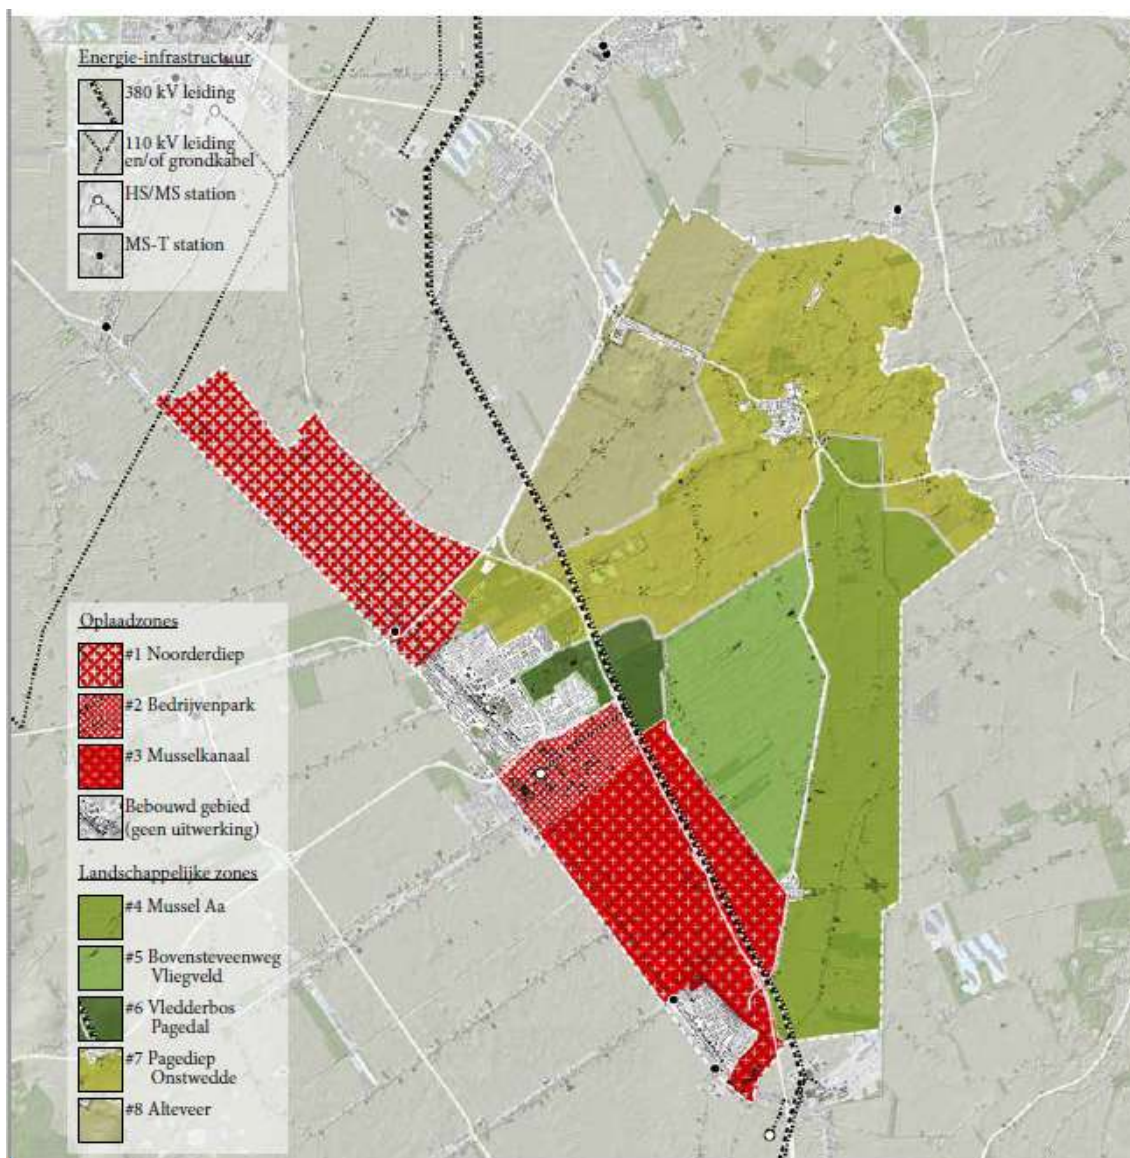 Energie-infrastructuur
380 kV leiding
110 kV leiding
en/of grondkabel
HS/MS station
MS-T station
Oplaadzones
#1 Noorderdiep
#2 Bedrijvenpark
#3 Musselkanaal
Bebouwd gebied
(geen uitwerking)
Landschappelijke zones
#4 Mussel Aa
#5 Bovensteveenweg
Vliegveld
#6 Vledderbos
Pagedal
#7 Pagediep
Onstwedde
#8 Alteveer